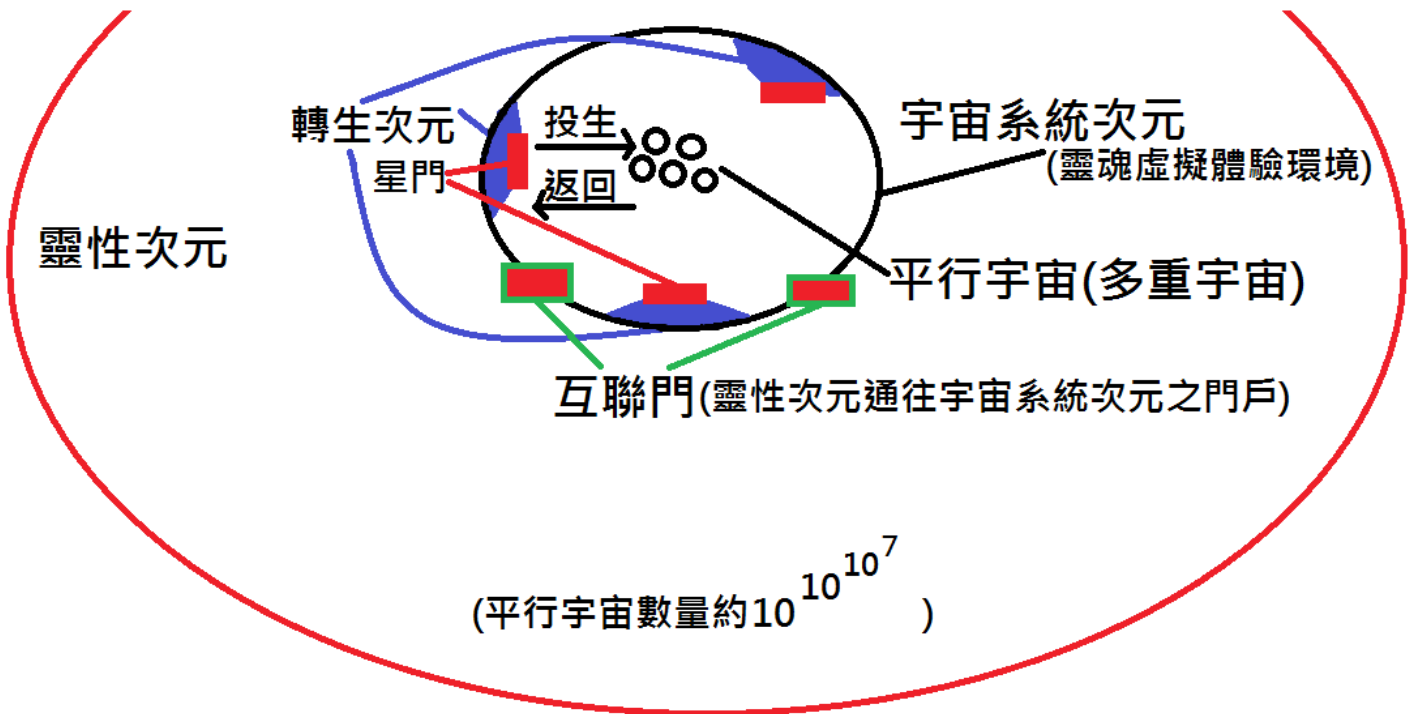 轉生次元
投生
宇宙系統次元
(靈魂虛擬體驗環境)
星門
返回
靈性次元
平行宇宙(多重宇宙)
互聯門(靈性次元通往宇宙系統次元之門戶)
(平行宇宙數量約10^10^10^7)